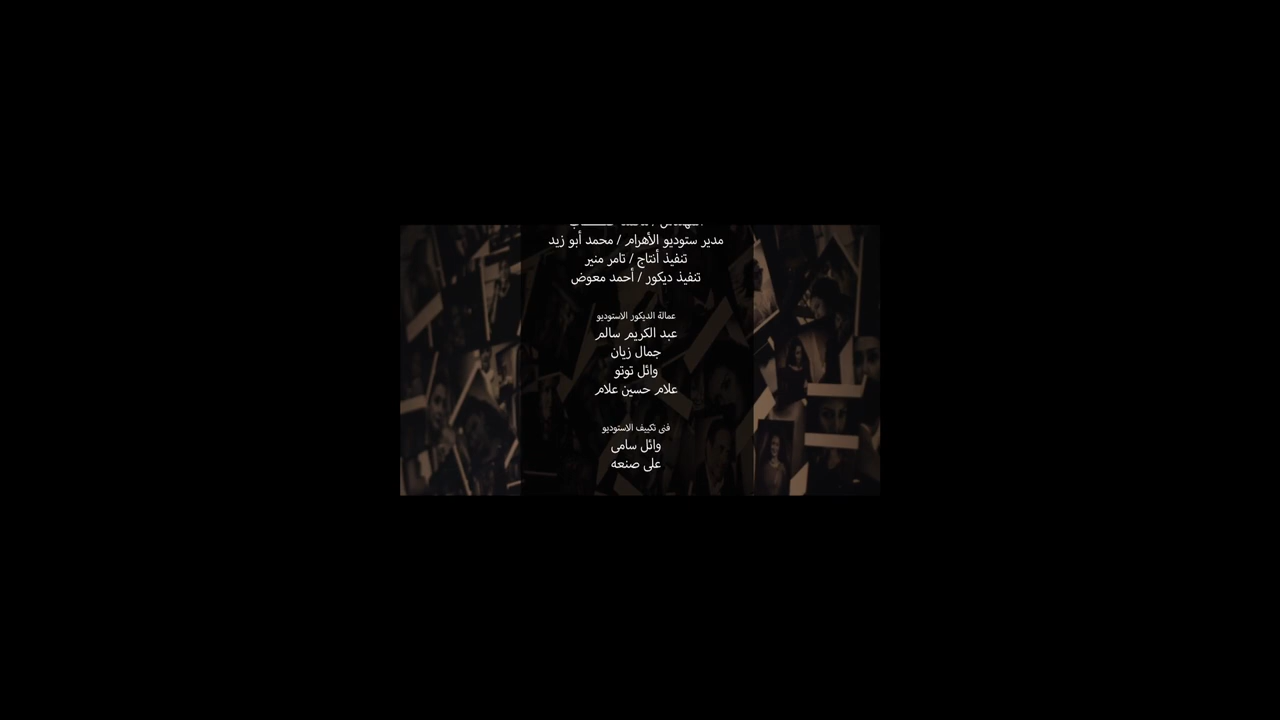 مدير ستوديو الأهرام / محمد أبو زيد
تنفيذ أنتاج / تامر منير
تنفيذ ديكور / أحمد معوض
عمالة الديكور الاستوديو
عبد الكريم سالم
جمال زيان
وائل توتو
علام حسين علام
فنى تكييف الاستوديو
وائل سامى
على صنعه